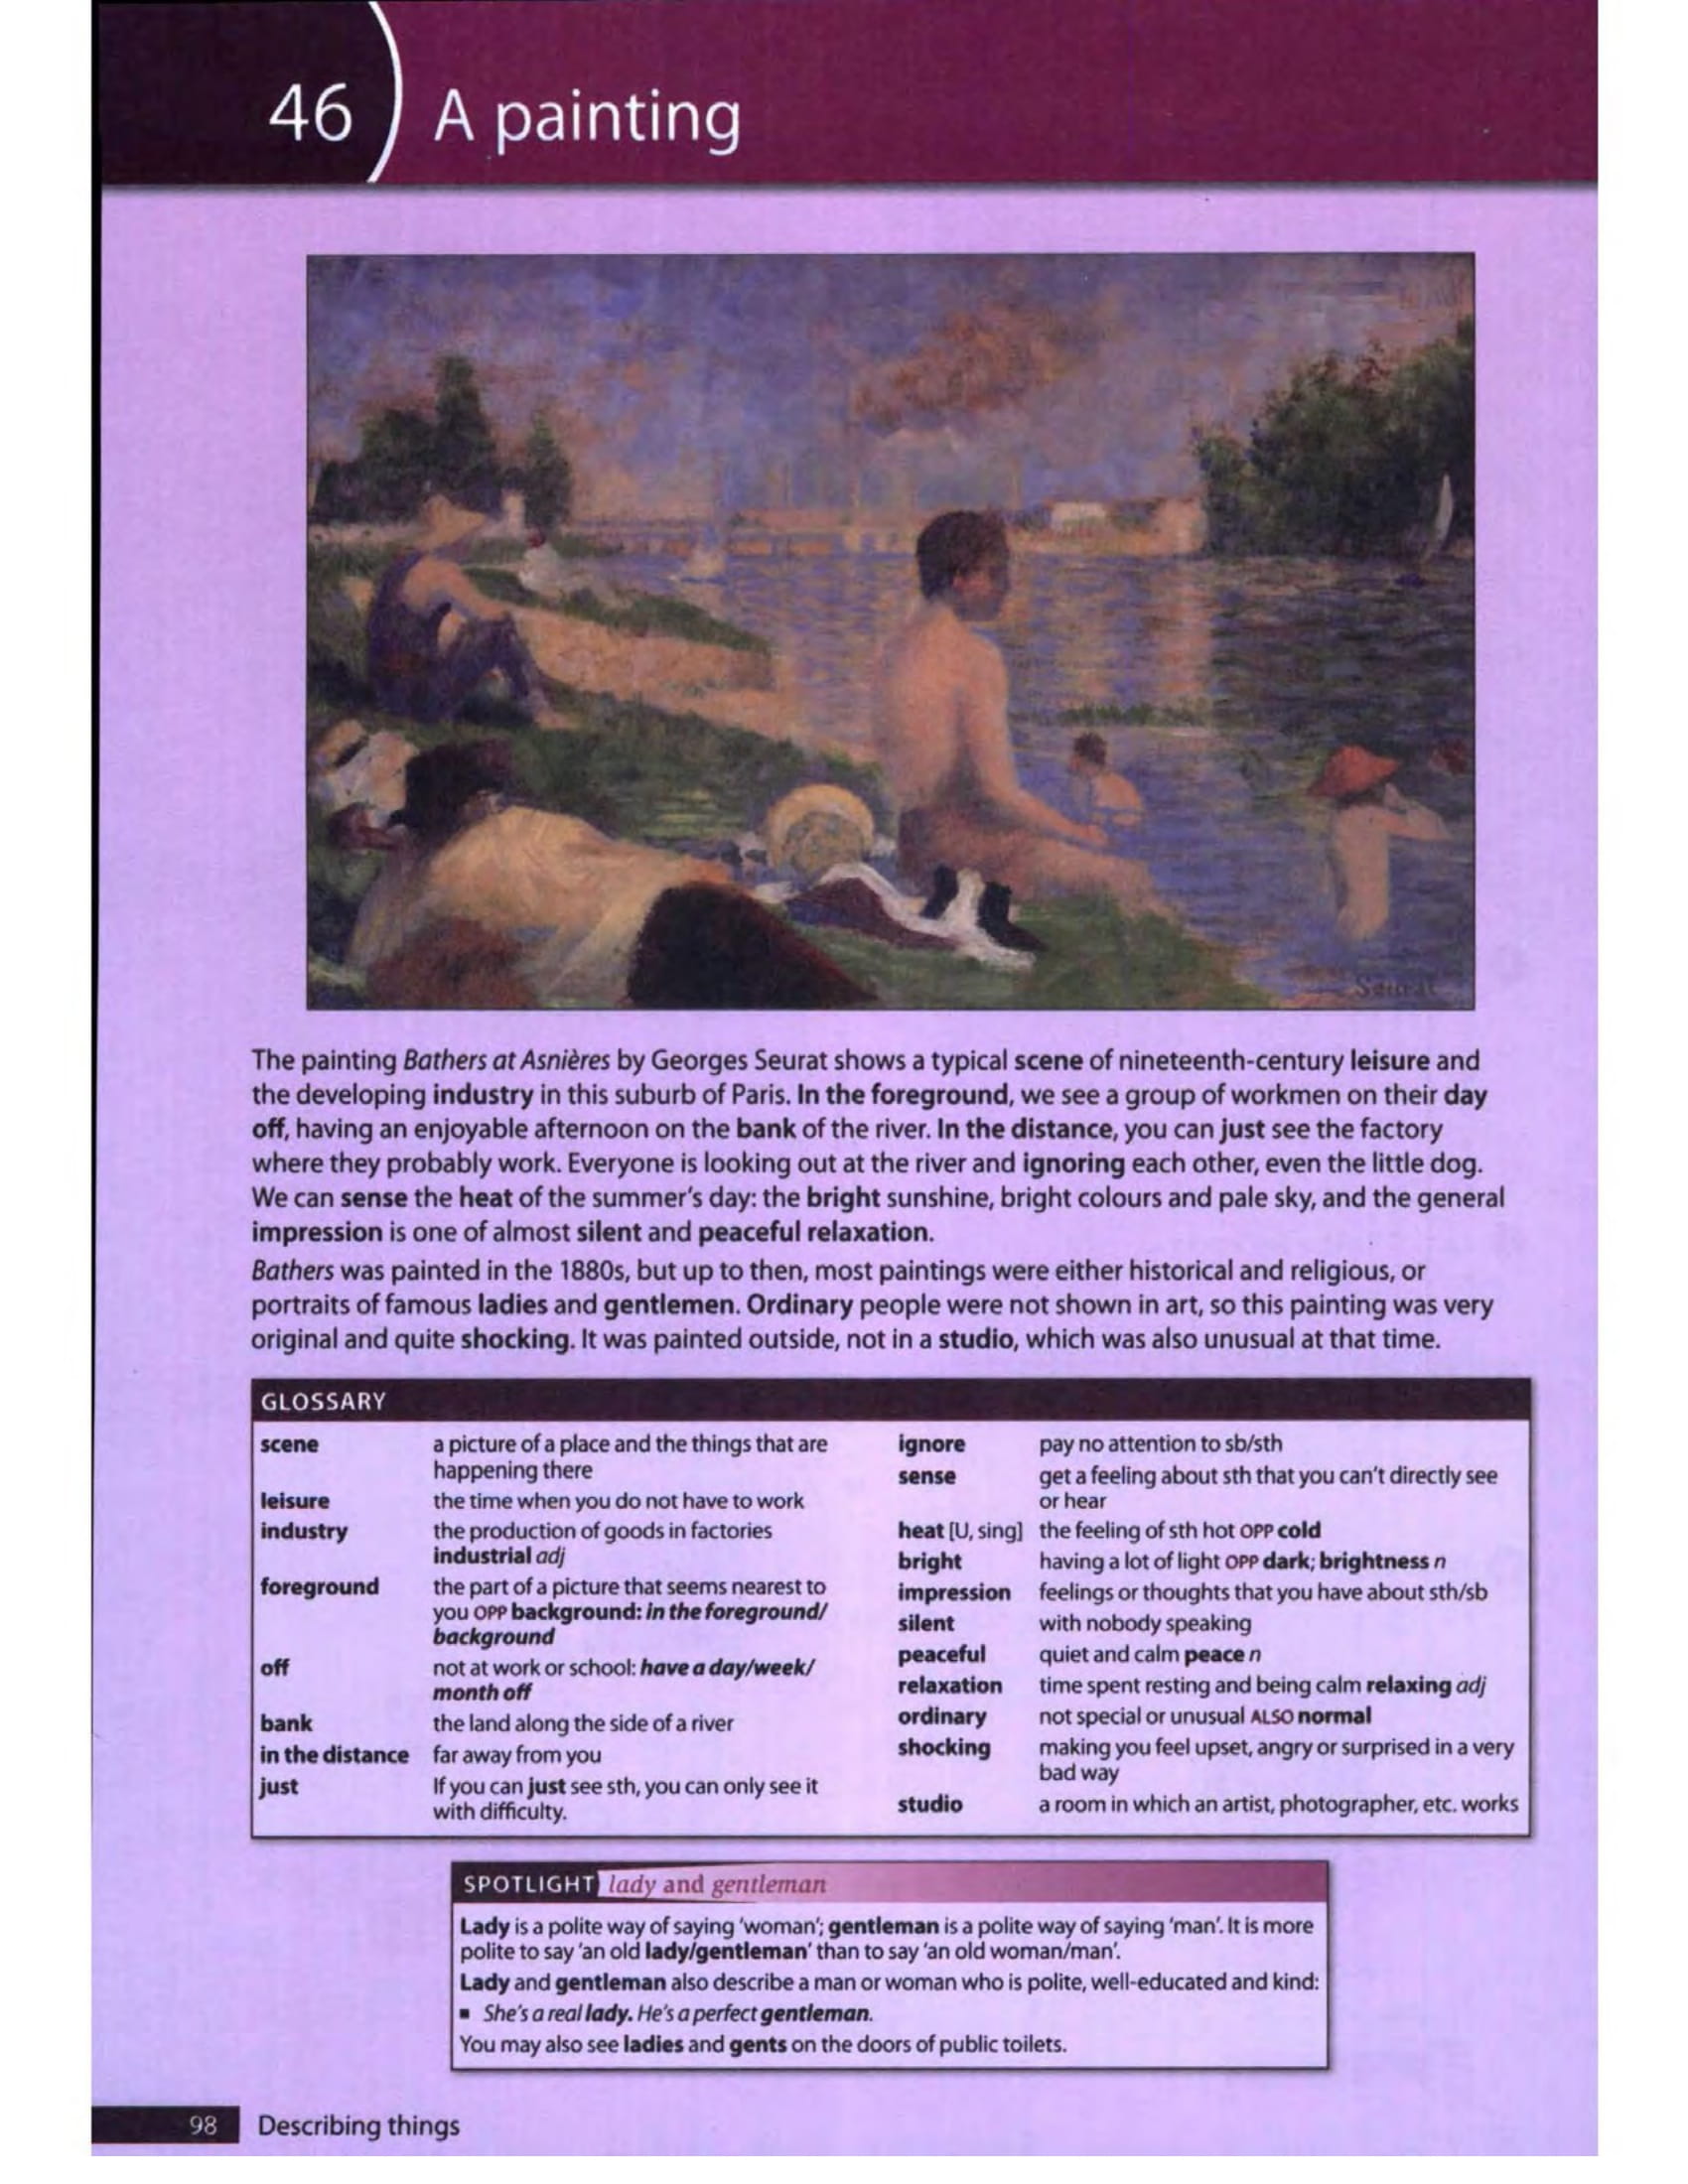 46
A painting
Seurat
The painting Bathers at Asnières by Georges Seurat shows a typical scene of nineteenth-century leisure and
the developing industry in this suburb of Paris. In the foreground, we see a group of workmen on their day
off, having an enjoyable afternoon on the bank of the river. In the distance, you can just see the factory
where they probably work. Everyone is looking out at the river and ignoring each other, even the little dog.
We can sense the heat of the summer's day: the bright sunshine, bright colours and pale sky, and the general
impression is one of almost silent and peaceful relaxation.
Bathers was painted in the 1880s, but up to then, most paintings were either historical and religious, or
portraits of famous ladies and gentlemen. Ordinary people were not shown in art, so this painting was very
original and quite shocking. It was painted outside, not in a studio, which was also unusual at that time.
GLOSSARY
scene a picture of a place and the things that are
happening there
leisure the time when you do not have to work
industry the production of goods in factories
industrial adj
foreground the part of a picture that seems nearest to
you OPP background: in the foreground/
background
off not at work or school: have a day/week/
month off
bank the land along the side of a river
in the distance far away from you
just If you can just see sth, you can only see it
with difficulty.
ignore pay no attention to sb/sth
sense get a feeling about sth that you can't directly see
or hear
heat [U, sing] the feeling of sth hot OPP cold
bright having a lot of light OPP dark; brightness n
impression feelings or thoughts that you have about sth/sb
silent with nobody speaking
peaceful quiet and calm peace n
relaxation time spent resting and being calm relaxing adj
ordinary not special or unusual ALSO normal
shocking making you feel upset, angry or surprised in a very
bad way
studio a room in which an artist, photographer, etc. works
SPOTLIGHT lady and gentleman
Lady is a polite way of saying 'woman'; gentleman is a polite way of saying 'man'. It is more
polite to say 'an old lady/gentleman' than to say 'an old woman/man'.
Lady and gentleman also describe a man or woman who is polite, well-educated and kind:
▪ She's a real lady. He's a perfect gentleman.
You may also see ladies and gents on the doors of public toilets.
98 Describing things